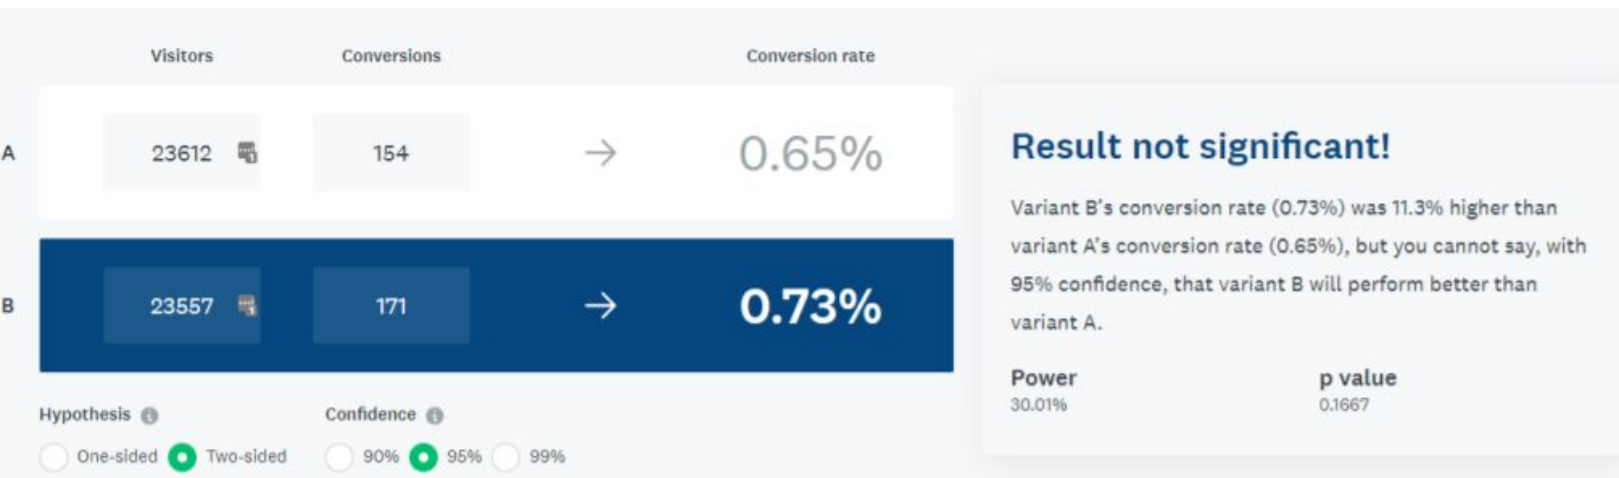 Visitors Conversions Conversion rate
A 23612 154 → 0.65%
B 23557 171 → 0.73%
Hypothesis Confidence
One-sided Two-sided 90% 95% 99%
Result not significant!
Variant B's conversion rate (0.73%) was 11.3% higher than
variant A's conversion rate (0.65%), but you cannot say, with
95% confidence, that variant B will perform better than
variant A.
Power p value
30.01% 0.1667